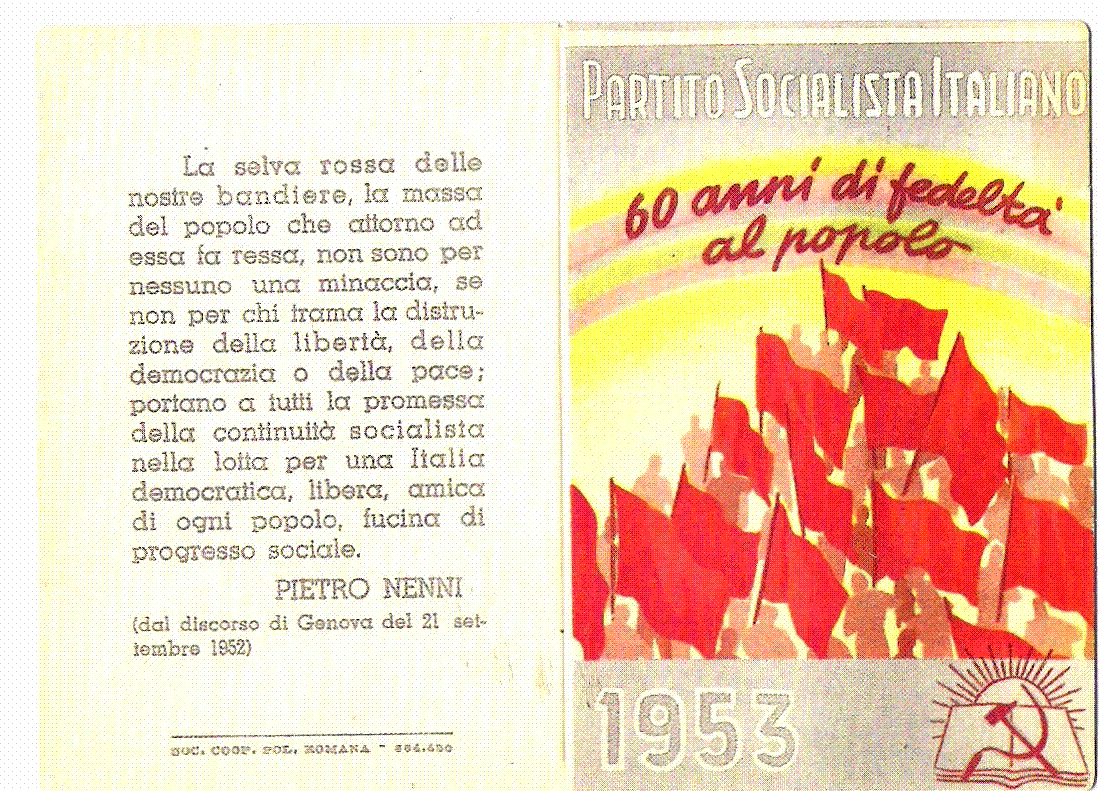 La selva rossa delle
nostre bandiere, la massa
del popolo che attorno ad
essa fa ressa, non sono per
nessuno una minaccia, se
non per chi trama la distru-
zione della libertà, della
democrazia o della pace;
portano a tutti la promessa
della continuità socialista
nella lotta per una Italia
democratica, libera, amica
di ogni popolo, fucina di
progresso sociale.
PIETRO NENNI
(dal discorso di Genova del 21 set-
tembre 1952)
SOC. COOP. POL. ROMANA -
PARTITO SOCIALISTA ITALIANO
60 anni di fedeltà
al popolo
1953